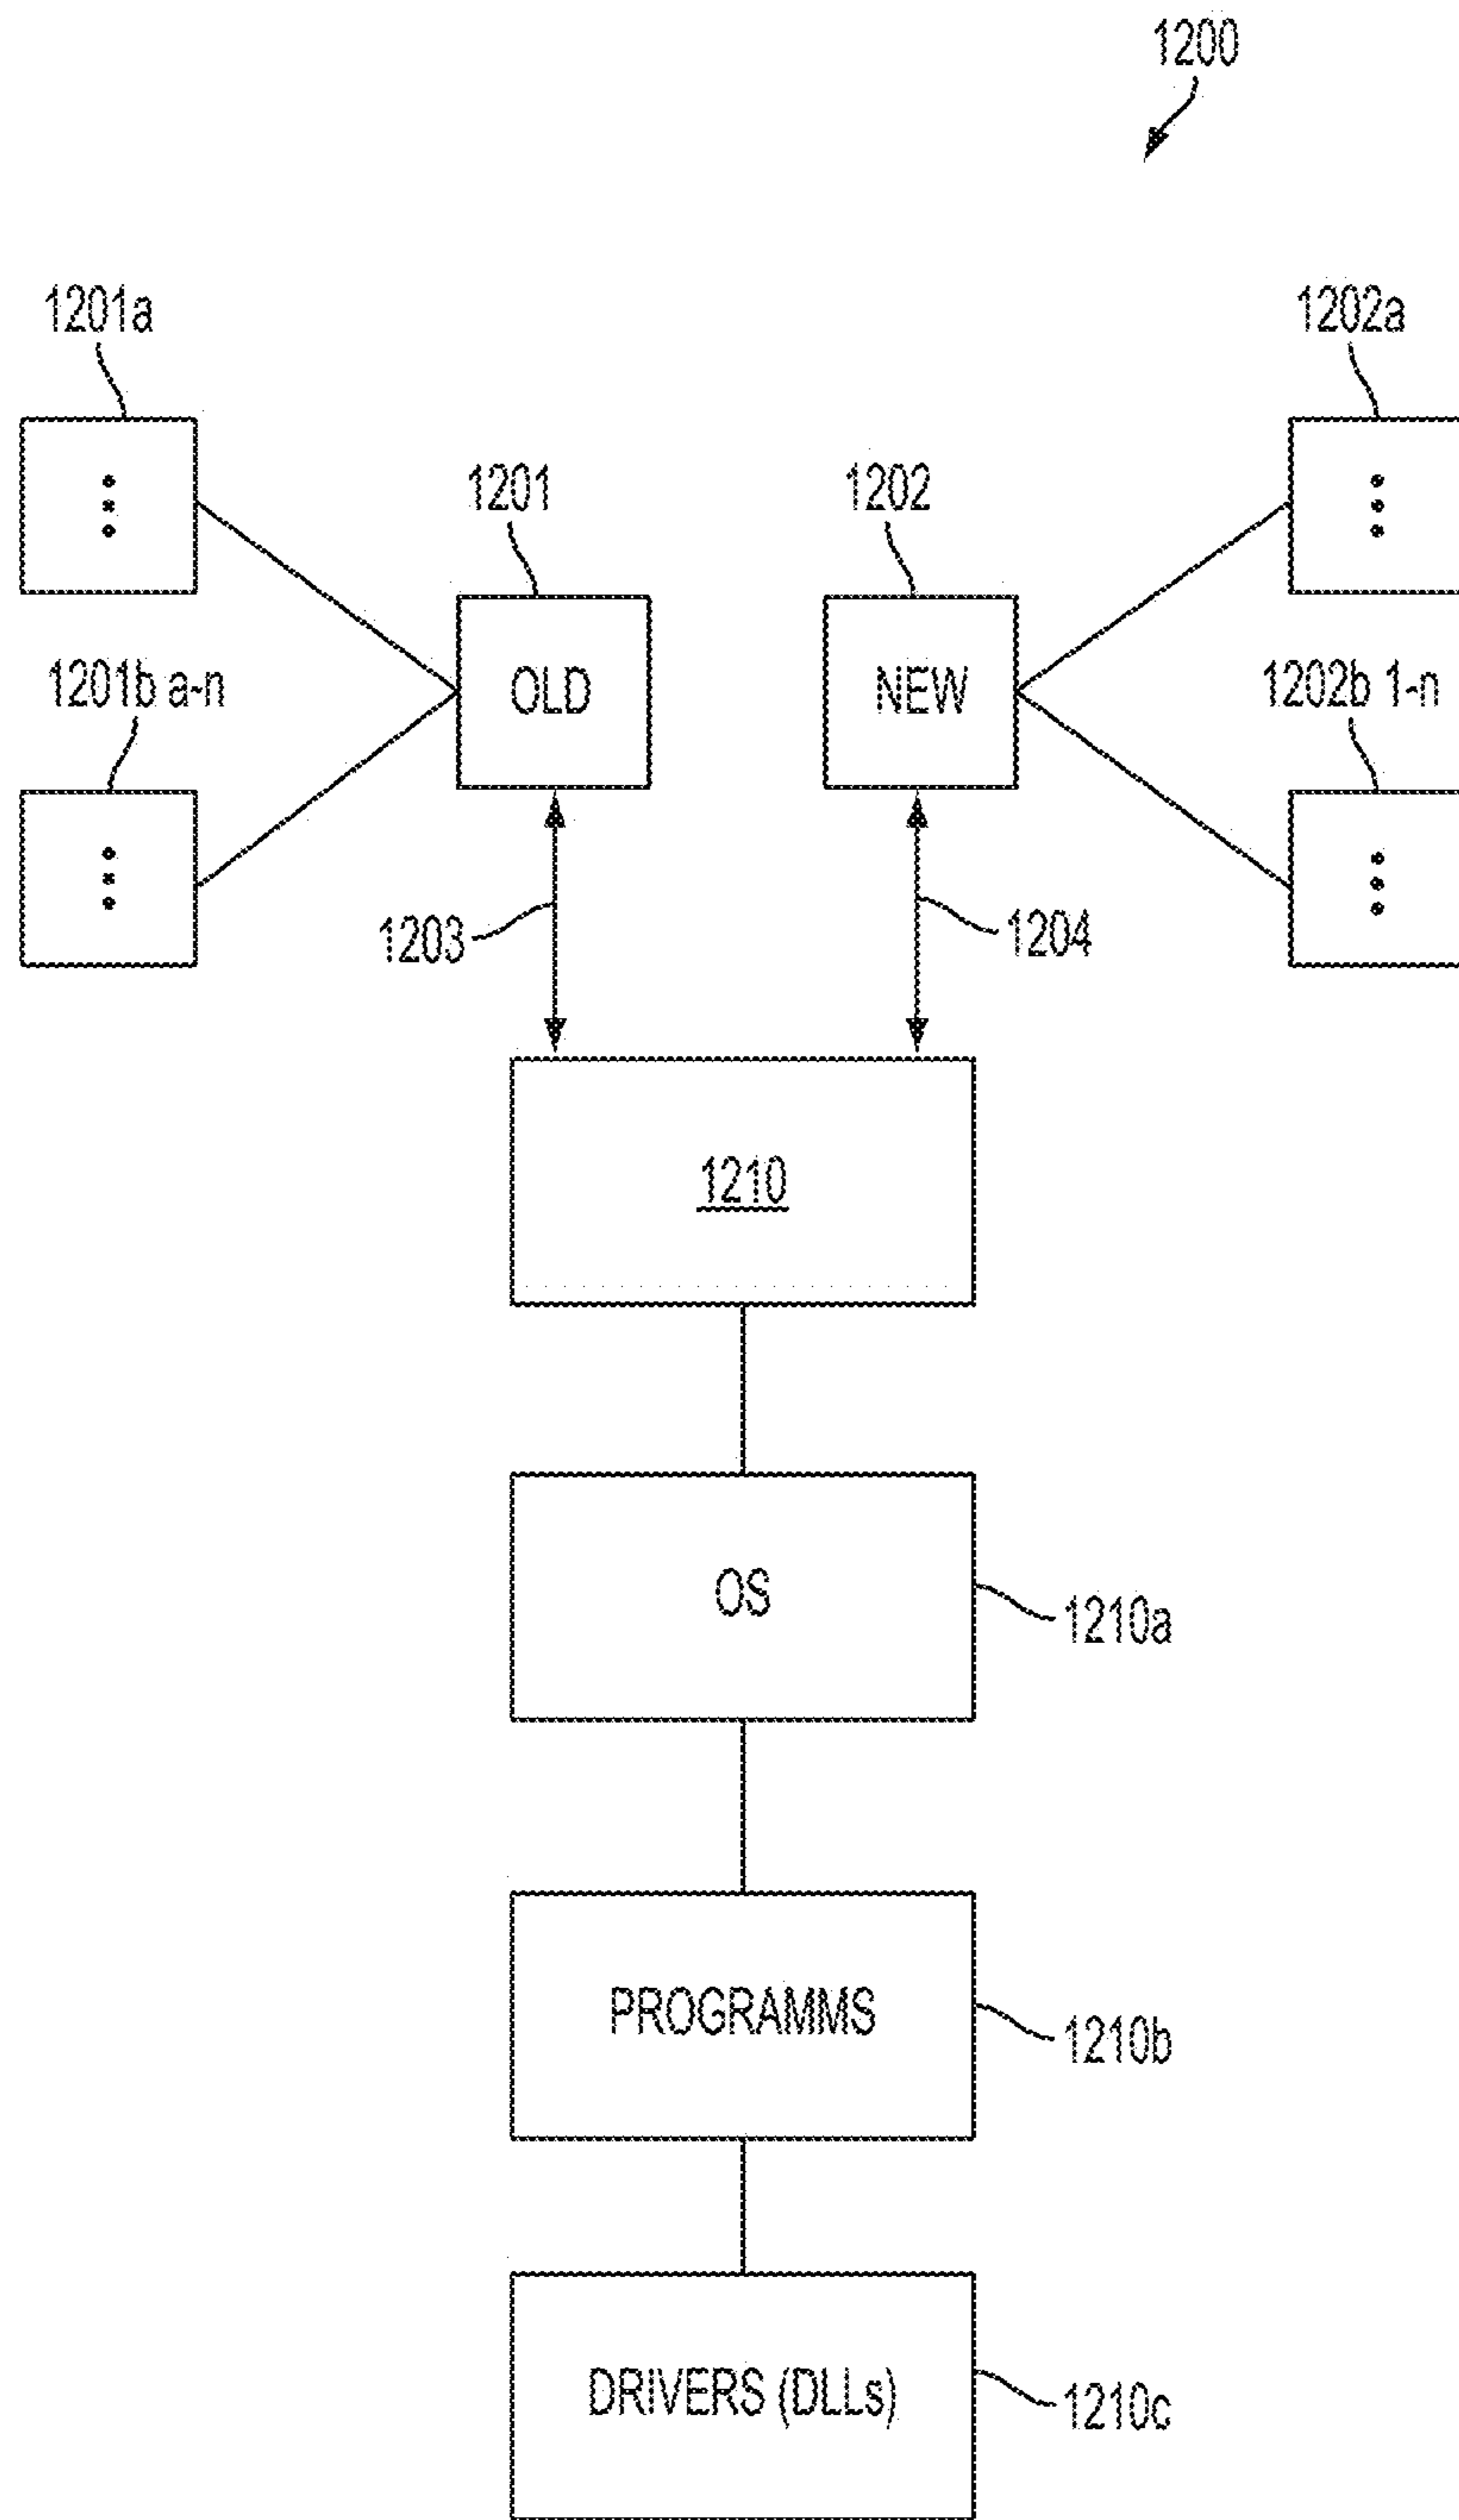 1200
1201a
1202a
1201
1202
OLD
NEW
1201b a-n
1202b 1-n
1203
1204
1210
OS
1210a
PROGRAMMS
1210b
DRIVERS (DLLs)
1210c